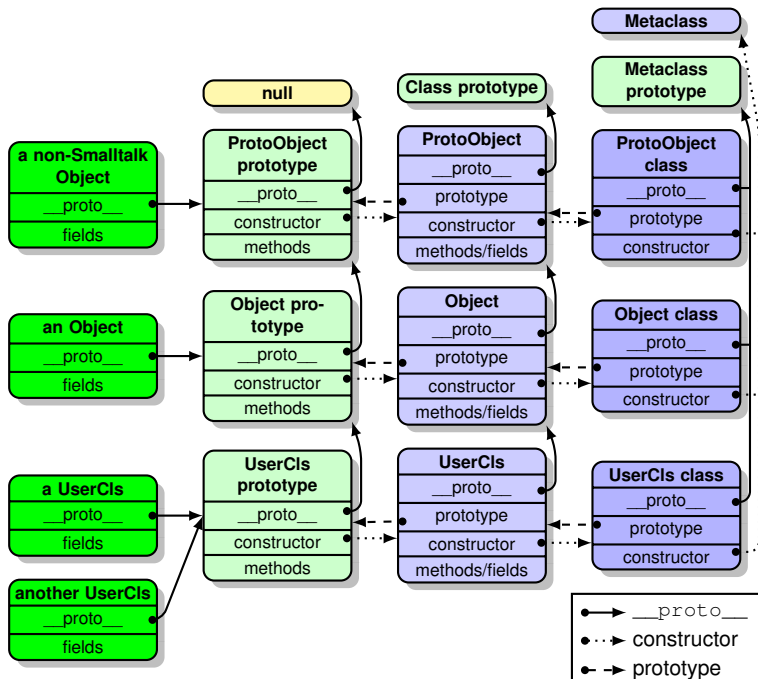 Metaclass
null
Class prototype
Metaclass
prototype
a non-Smalltalk
Object
__proto__
fields
ProtoObject
prototype
__proto__
constructor
methods
ProtoObject
__proto__
prototype
constructor
methods/fields
ProtoObject
class
__proto__
prototype
constructor
an Object
__proto__
fields
Object pro-
totype
__proto__
constructor
methods
Object
__proto__
prototype
constructor
methods/fields
Object class
__proto__
prototype
constructor
a UserCls
__proto__
fields
UserCls
prototype
__proto__
constructor
methods
UserCls
__proto__
prototype
constructor
methods/fields
UserCls class
__proto__
prototype
constructor
another UserCls
__proto__
fields
__proto__
constructor
prototype